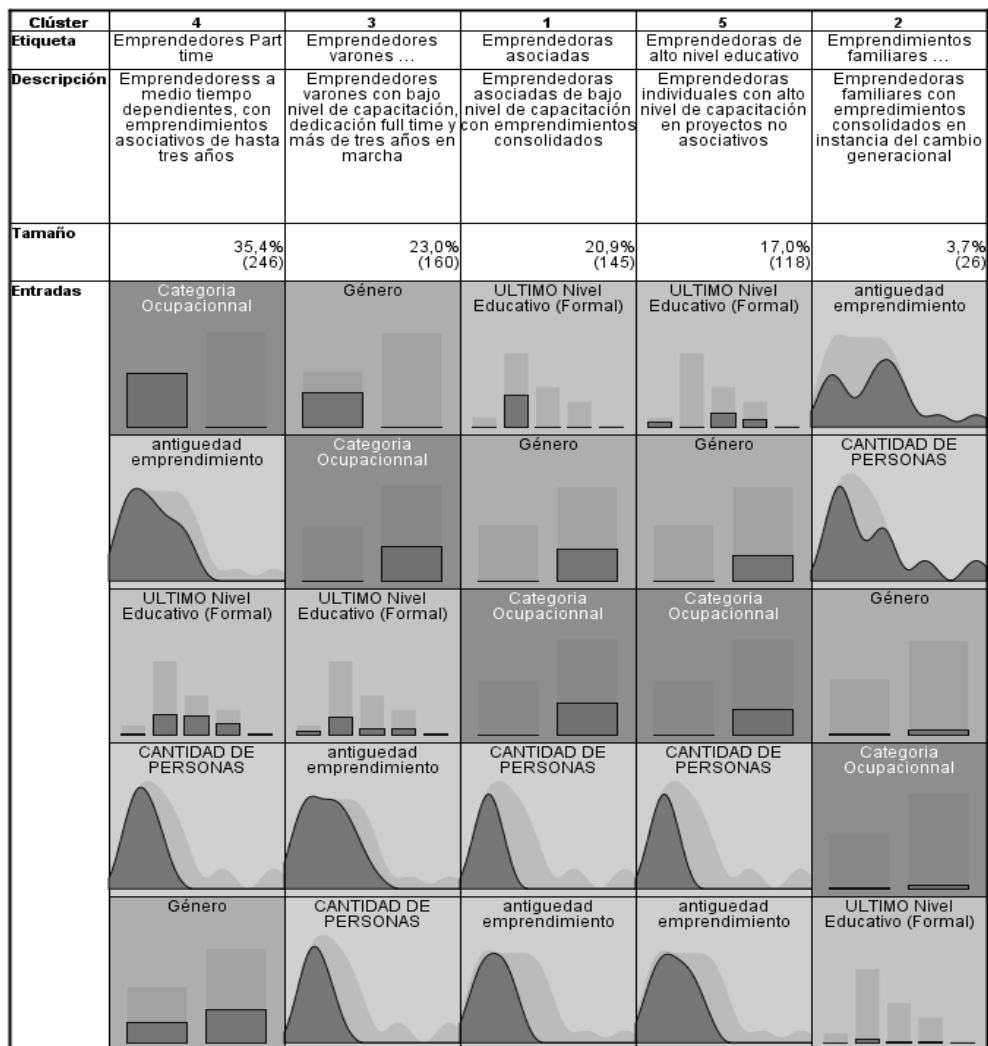 Clúster 4 3 1 5 2
Etiqueta Emprendedores Part time Emprendedores varones ... Emprendedoras asociadas Emprendedoras de alto nivel educativo Emprendimientos familiares ...
Descripción Emprendedoress a medio tiempo dependientes, con emprendimientos asociativos de hasta tres años
Emprendedores varones con bajo nivel de capacitación, dedicación full time y más de tres años en marcha
Emprendedoras asociadas de bajo nivel de capacitación con emprendimientos consolidados
Emprendedoras individuales con alto nivel de capacitación en proyectos no asociativos
Emprendedoras familiares con empredimientos consolidados en instancia del cambio generacional
Tamaño 35,4% (246) 23,0% (160) 20,9% (145) 17,0% (118) 3,7% (26)
Entradas Categoria Ocupacionnal Género ULTIMO Nivel Educativo (Formal) ULTIMO Nivel Educativo (Formal) antiguedad emprendimiento
antiguedad emprendimiento Categoria Ocupacionnal Género Género CANTIDAD DE PERSONAS
ULTIMO Nivel Educativo (Formal) ULTIMO Nivel Educativo (Formal) Categoria Ocupacionnal Categoria Ocupacionnal Género
CANTIDAD DE PERSONAS antiguedad emprendimiento CANTIDAD DE PERSONAS CANTIDAD DE PERSONAS Categoria Ocupacionnal
Género CANTIDAD DE PERSONAS antiguedad emprendimiento antiguedad emprendimiento ULTIMO Nivel Educativo (Formal)